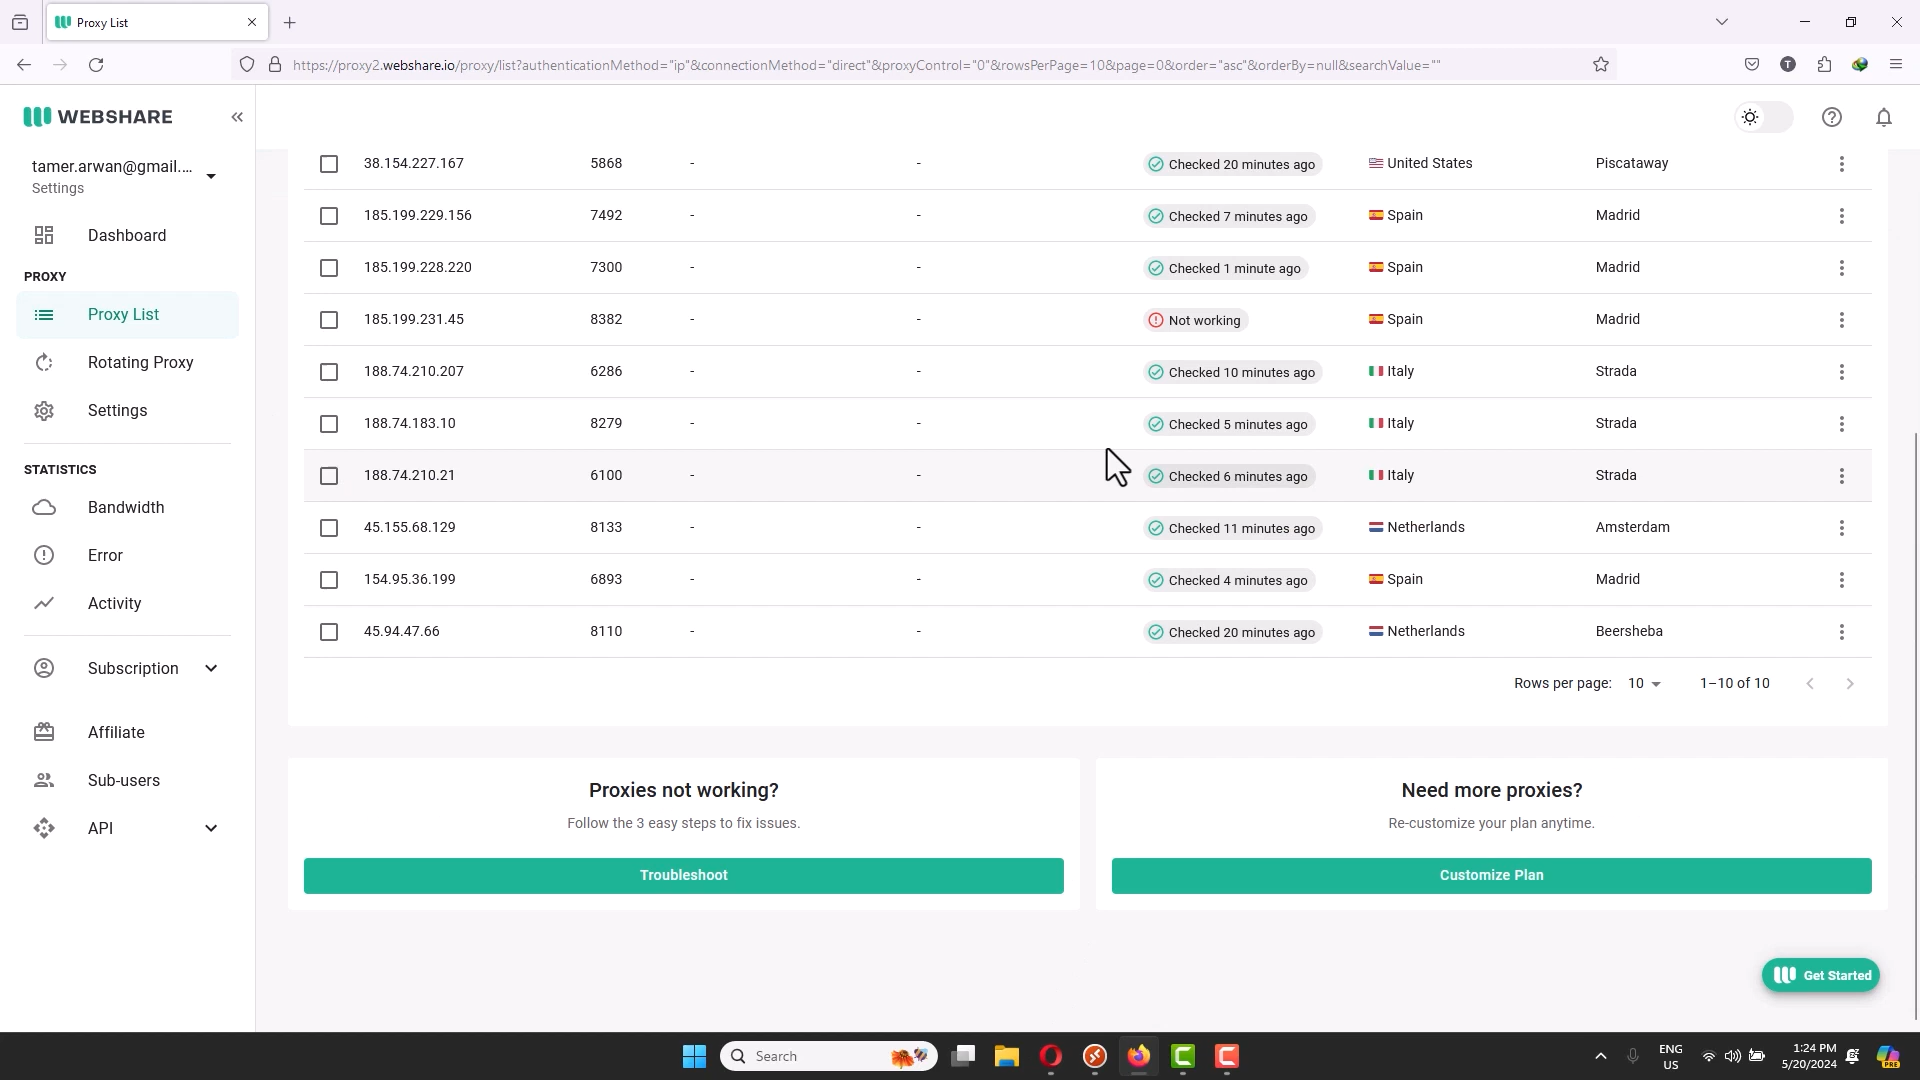 Proxy List
https://proxy2.webshare.io/proxy/list?authenticationMethod="ip"&connectionMethod="direct"&proxyControl="0"&rowsPerPage=10&page=0&order="asc"&orderBy=null&searchValue=""
T
WEBSHARE
tamer.arwan@gmail....
Settings
Dashboard
PROXY
Proxy List
Rotating Proxy
Settings
STATISTICS
Bandwidth
Error
Activity
Subscription
Affiliate
Sub-users
API
38.154.227.167 5868 - - Checked 20 minutes ago United States Piscataway
185.199.229.156 7492 - - Checked 7 minutes ago Spain Madrid
185.199.228.220 7300 - - Checked 1 minute ago Spain Madrid
185.199.231.45 8382 - - Not working Spain Madrid
188.74.210.207 6286 - - Checked 10 minutes ago Italy Strada
188.74.183.10 8279 - - Checked 5 minutes ago Italy Strada
188.74.210.21 6100 - - Checked 6 minutes ago Italy Strada
45.155.68.129 8133 - - Checked 11 minutes ago Netherlands Amsterdam
154.95.36.199 6893 - - Checked 4 minutes ago Spain Madrid
45.94.47.66 8110 - - Checked 20 minutes ago Netherlands Beersheba
Rows per page: 10 1–10 of 10
Proxies not working?
Follow the 3 easy steps to fix issues.
Troubleshoot
Need more proxies?
Re-customize your plan anytime.
Customize Plan
Get Started
Search
ENG
US
1:24 PM
5/20/2024
PRE